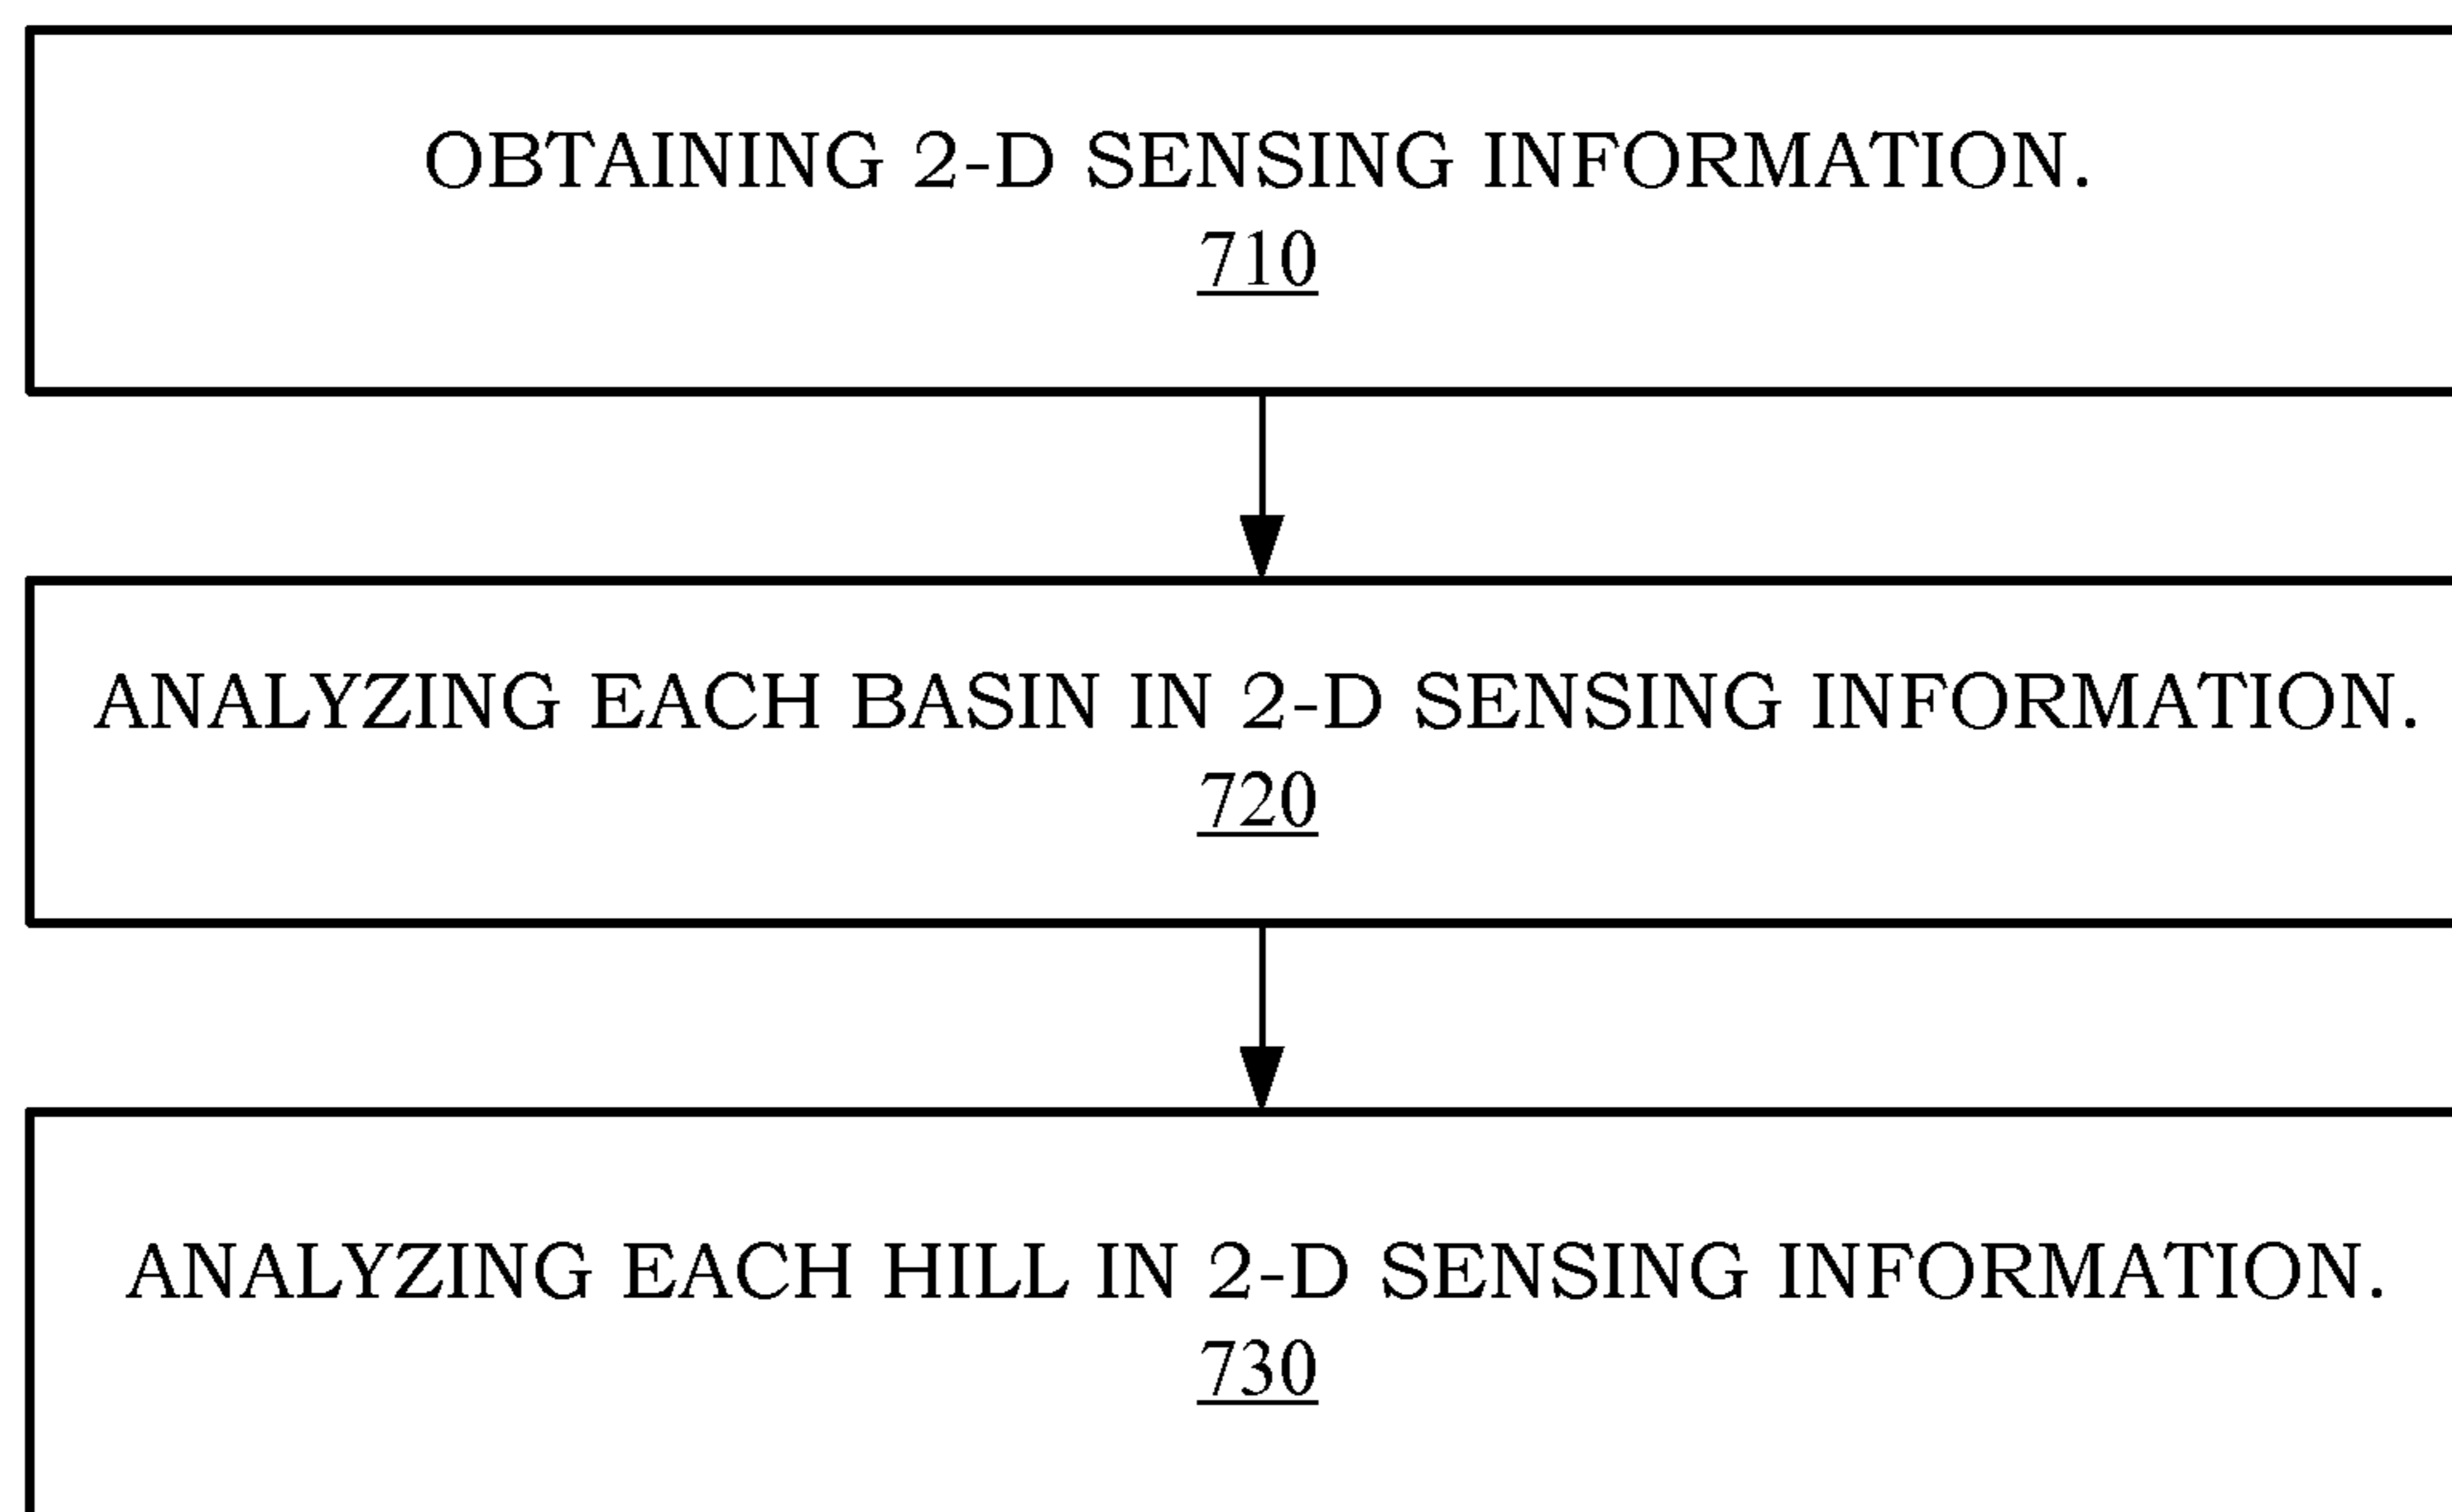 OBTAINING 2-D SENSING INFORMATION.
710
ANALYZING EACH BASIN IN 2-D SENSING INFORMATION.
720
ANALYZING EACH HILL IN 2-D SENSING INFORMATION.
730